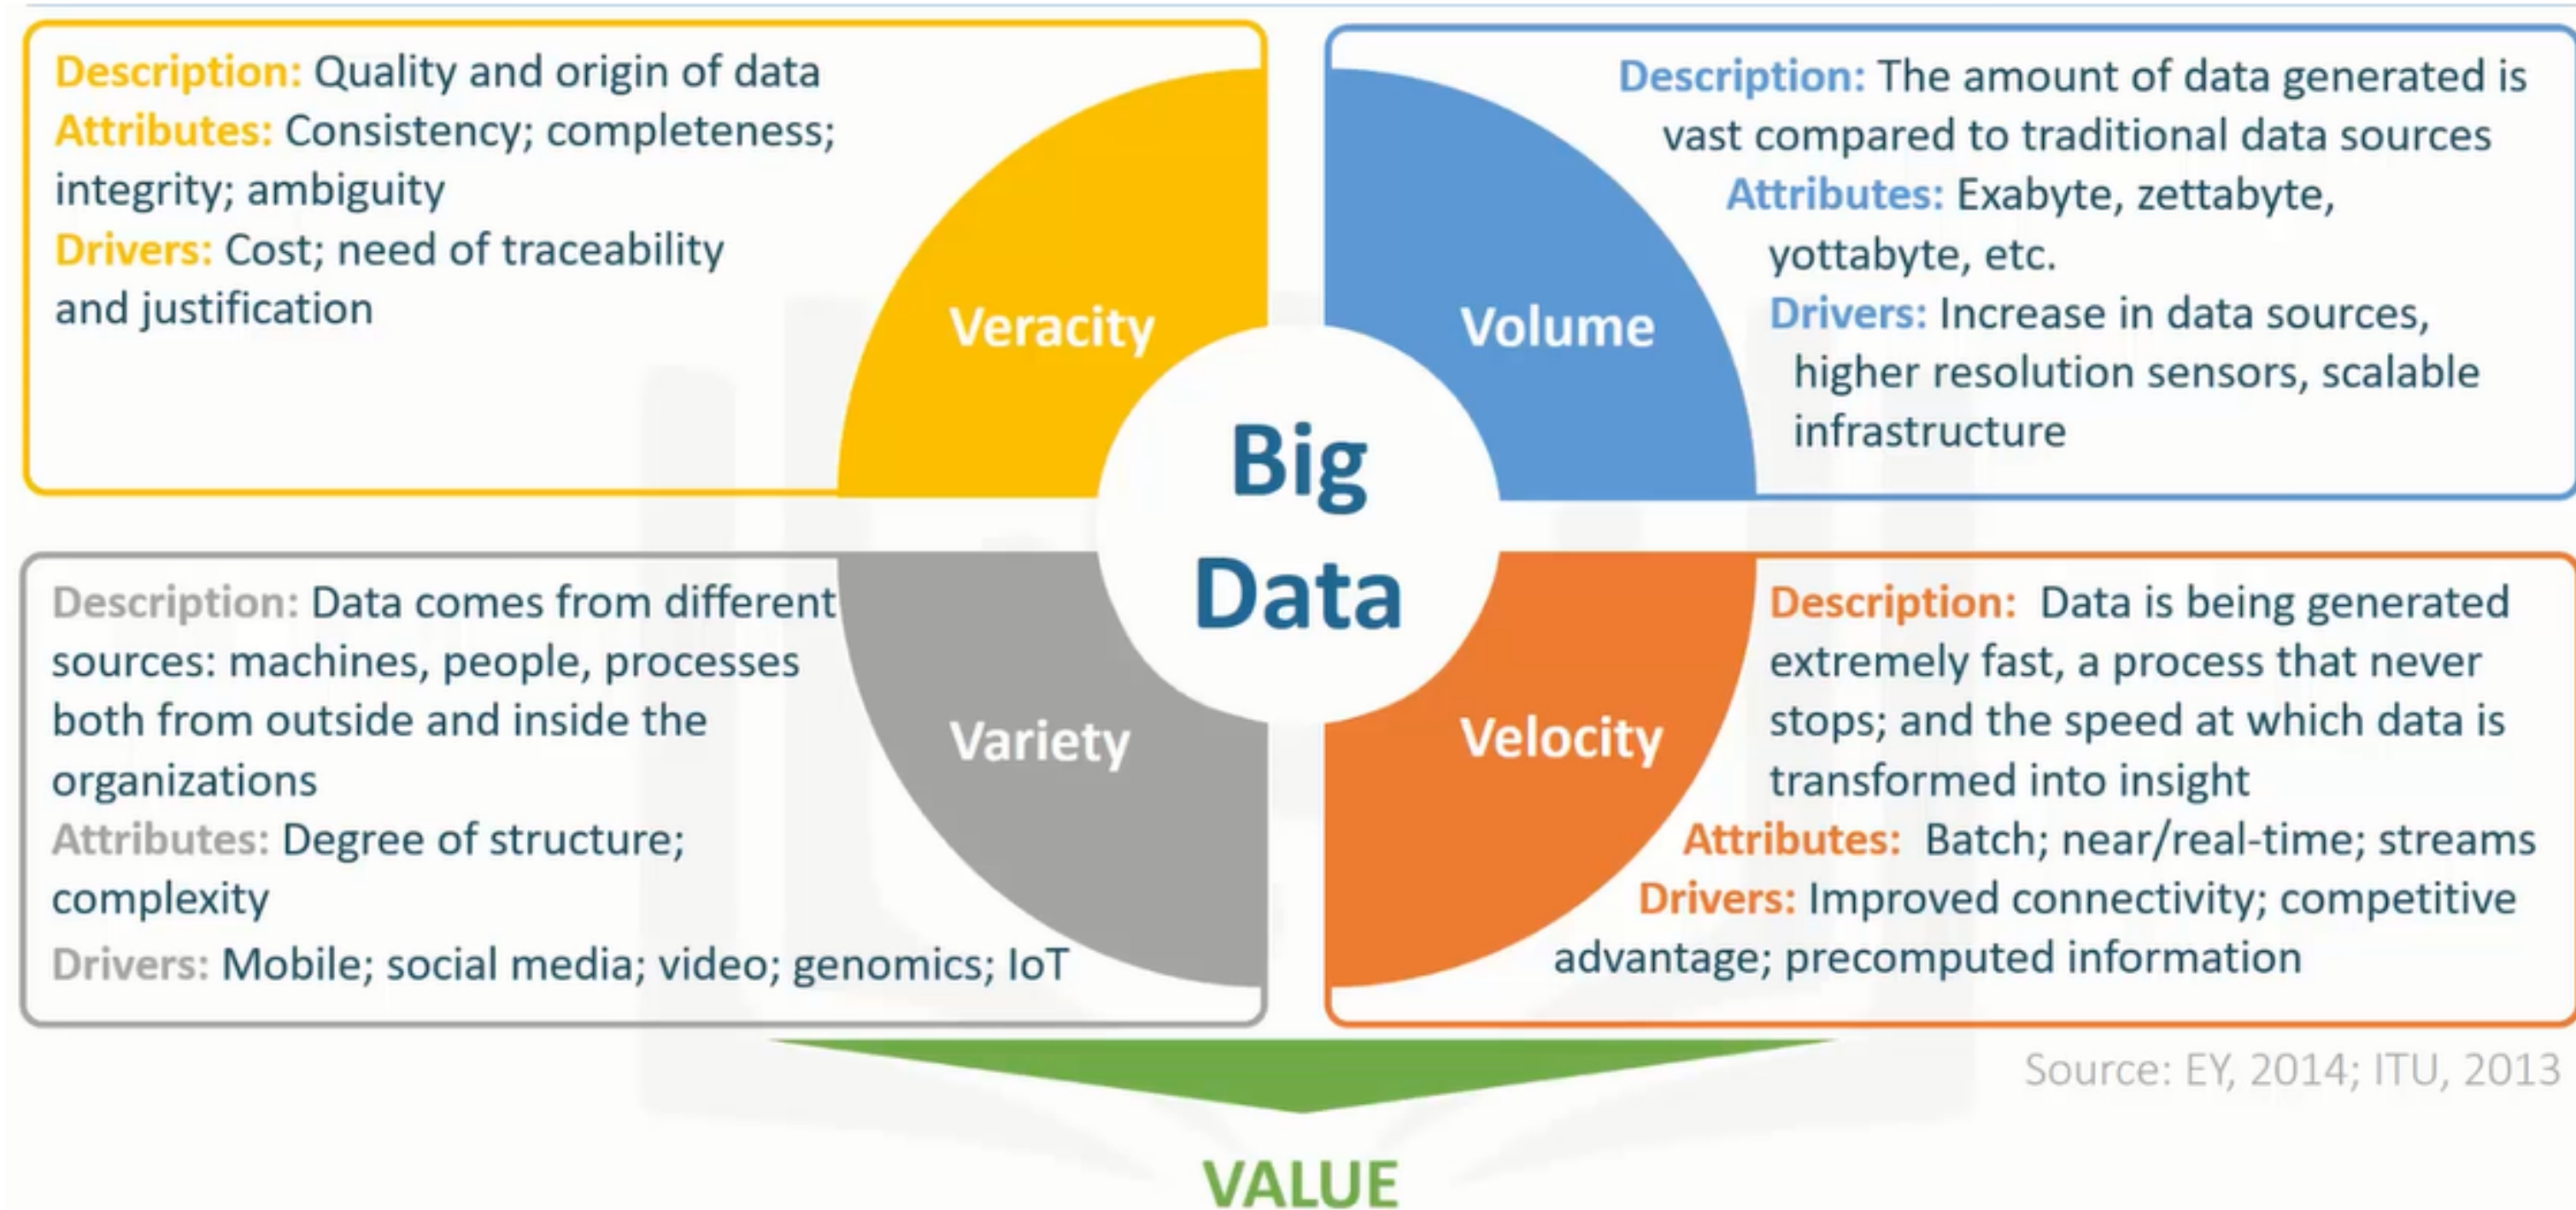 Description: Quality and origin of data
Attributes: Consistency; completeness;
integrity; ambiguity
Drivers: Cost; need of traceability
and justification
Veracity
Description: The amount of data generated is
vast compared to traditional data sources
Attributes: Exabyte, zettabyte,
yottabyte, etc.
Drivers: Increase in data sources,
higher resolution sensors, scalable
infrastructure
Volume
Big
Data
Description: Data comes from different
sources: machines, people, processes
both from outside and inside the
organizations
Attributes: Degree of structure;
complexity
Drivers: Mobile; social media; video; genomics; IoT
Variety
Velocity
Description: Data is being generated
extremely fast, a process that never
stops; and the speed at which data is
transformed into insight
Attributes: Batch; near/real-time; streams
Drivers: Improved connectivity; competitive
advantage; precomputed information
Source: EY, 2014; ITU, 2013
VALUE